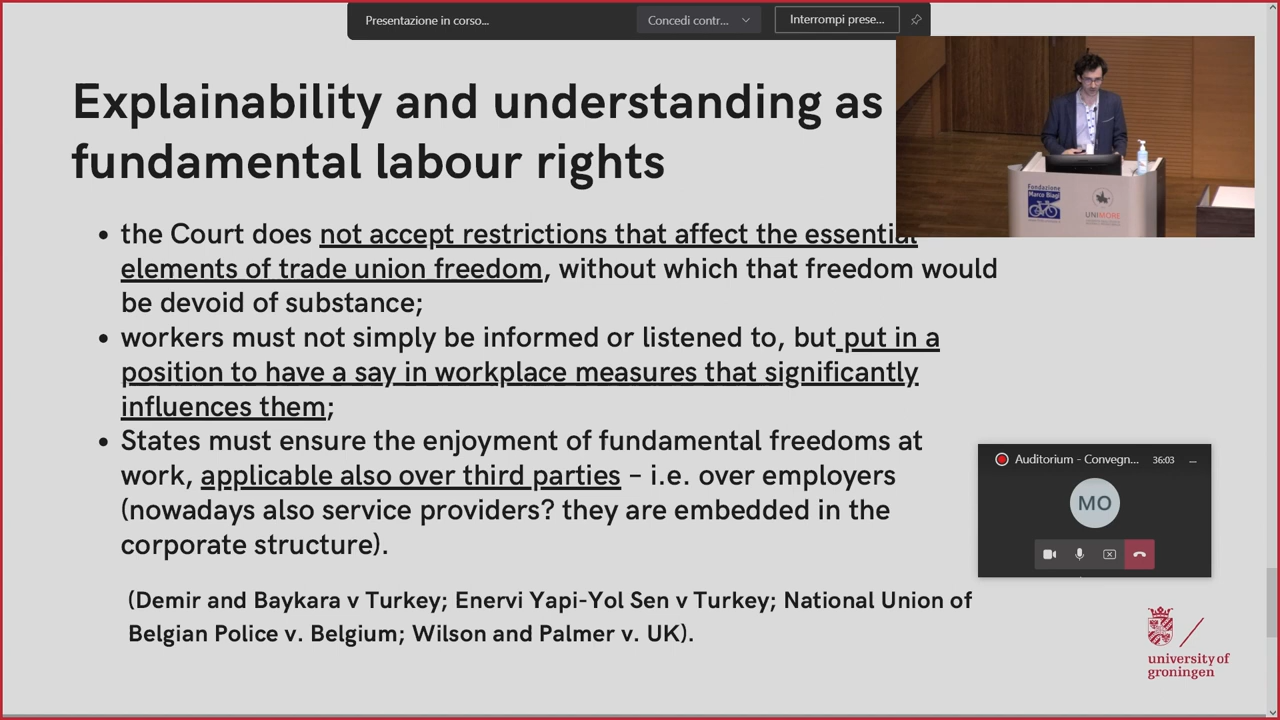 Presentazione in corso...
Concedi contr...
Interrompi prese...
Explainability and understanding as
fundamental labour rights
• the Court does not accept restrictions that affect the essential
elements of trade union freedom, without which that freedom would
be devoid of substance;
• workers must not simply be informed or listened to, but put in a
position to have a say in workplace measures that significantly
influences them;
• States must ensure the enjoyment of fundamental freedoms at
work, applicable also over third parties – i.e. over employers
(nowadays also service providers? they are embedded in the
corporate structure).
(Demir and Baykara v Turkey; Enervi Yapi-Yol Sen v Turkey; National Union of
Belgian Police v. Belgium; Wilson and Palmer v. UK).
Fondazione
Marco Biagi
UNIMORE
Auditorium - Convegn...
36:03
MO
university of
groningen